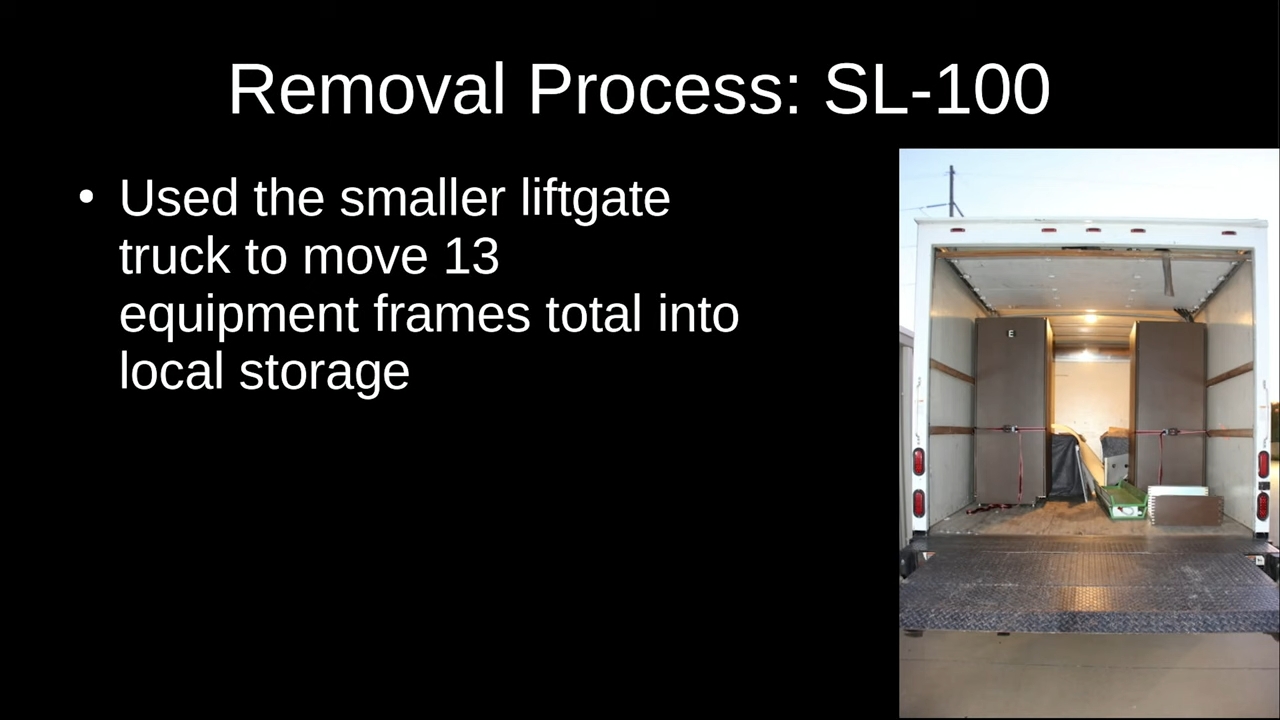 Removal Process: SL-100
• Used the smaller liftgate
truck to move 13
equipment frames total into
local storage
E